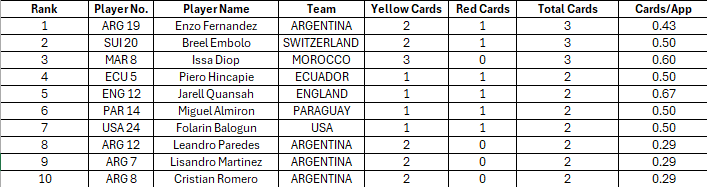 Rank Player No. Player Name Team Yellow Cards Red Cards Total Cards Cards/App
1 ARG 19 Enzo Fernandez ARGENTINA 2 1 3 0.43
2 SUI 20 Breel Embolo SWITZERLAND 2 1 3 0.50
3 MAR 8 Issa Diop MOROCCO 3 0 3 0.60
4 ECU 5 Piero Hincapie ECUADOR 1 1 2 0.50
5 ENG 12 Jarell Quansah ENGLAND 1 1 2 0.67
6 PAR 14 Miguel Almiron PARAGUAY 1 1 2 0.50
7 USA 24 Folarin Balogun USA 1 1 2 0.50
8 ARG 12 Leandro Paredes ARGENTINA 2 0 2 0.29
9 ARG 7 Lisandro Martinez ARGENTINA 2 0 2 0.29
10 ARG 8 Cristian Romero ARGENTINA 2 0 2 0.29